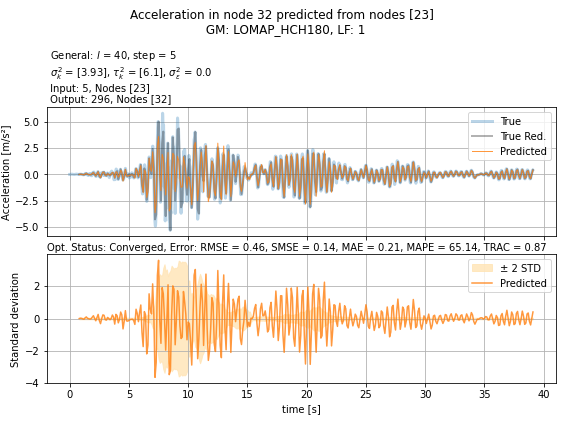 Acceleration in node 32 predicted from nodes [23]
GM: LOMAP_HCH180, LF: 1
General: l = 40, step = 5
σ²ₖ = [3.93], τ²ₖ = [6.1], σ²ε = 0.0
Input: 5, Nodes [23]
Output: 296, Nodes [32]
Acceleration [m/s²]
5.0
2.5
0.0
−2.5
−5.0
True
True Red.
Predicted
Opt. Status: Converged, Error: RMSE = 0.46, SMSE = 0.14, MAE = 0.21, MAPE = 65.14, TRAC = 0.87
Standard deviation
2
0
−2
−4
± 2 STD
Predicted
0 5 10 15 20 25 30 35 40
time [s]